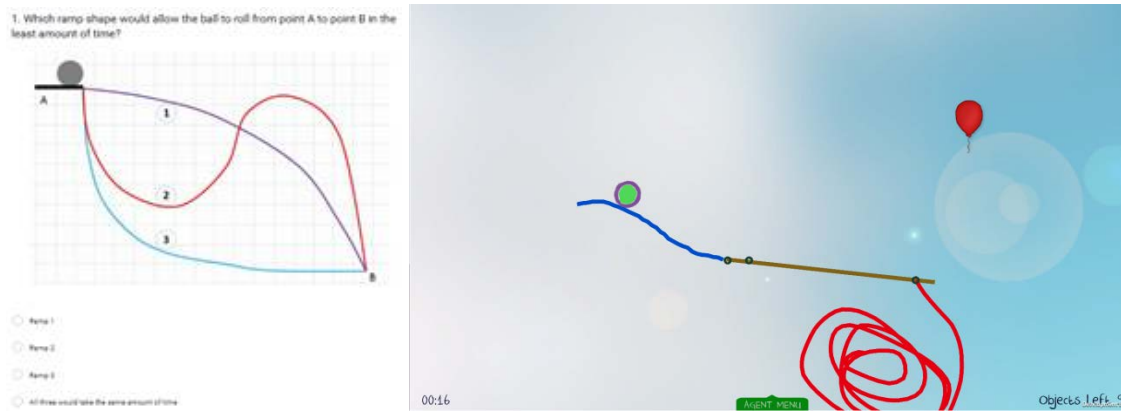 1. Which ramp shape would allow the ball to roll from point A to point B in the
least amount of time?
A
1
2
3
B
Ramp 1
Ramp 2
Ramp 3
All three would take the same amount of time
00:16
AGENT MENU
Objects Left